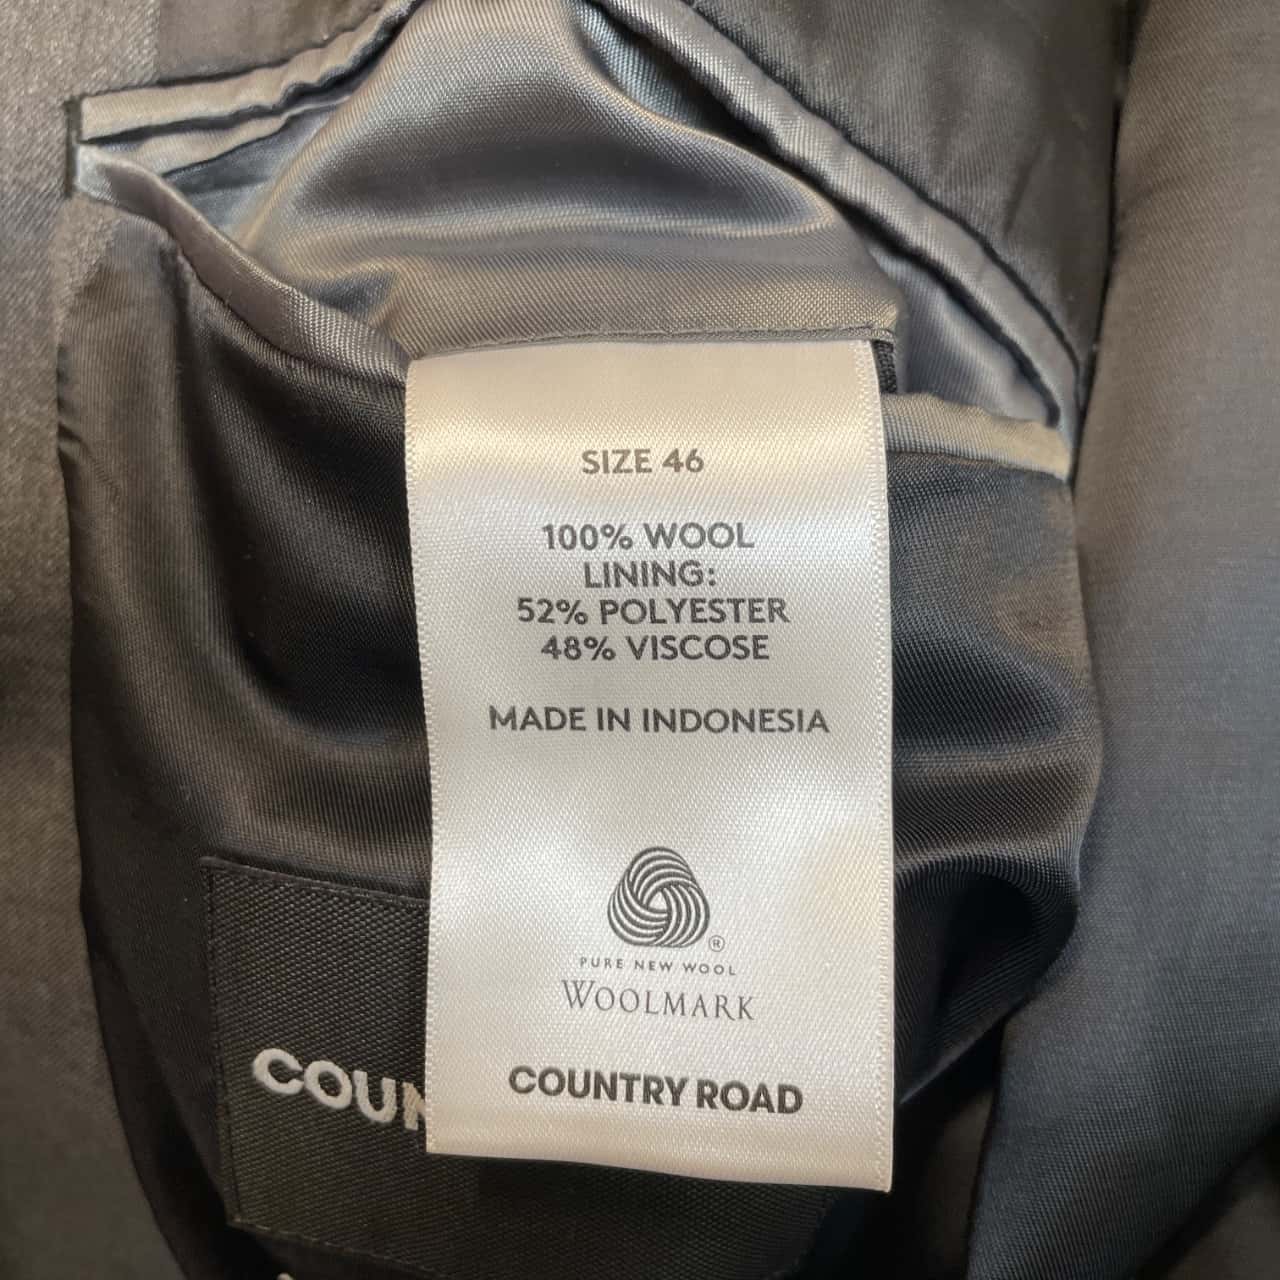 SIZE 46
100% WOOL
LINING:
52% POLYESTER
48% VISCOSE
MADE IN INDONESIA
®
PURE NEW WOOL
WOOLMARK
COUNTRY ROAD
COUN